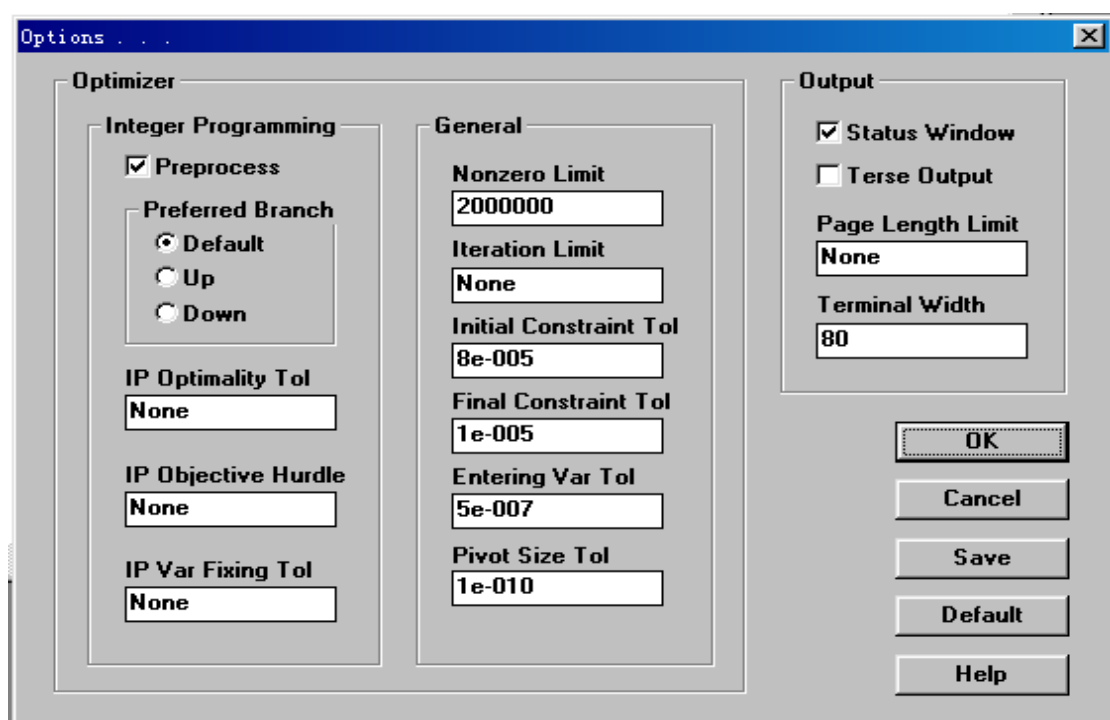 Options . . .
Optimizer
Integer Programming
Preprocess
Preferred Branch
Default
Up
Down
IP Optimality Tol
None
IP Objective Hurdle
None
IP Var Fixing Tol
None
General
Nonzero Limit
2000000
Iteration Limit
None
Initial Constraint Tol
8e-005
Final Constraint Tol
1e-005
Entering Var Tol
5e-007
Pivot Size Tol
1e-010
Output
Status Window
Terse Output
Page Length Limit
None
Terminal Width
80
OK
Cancel
Save
Default
Help